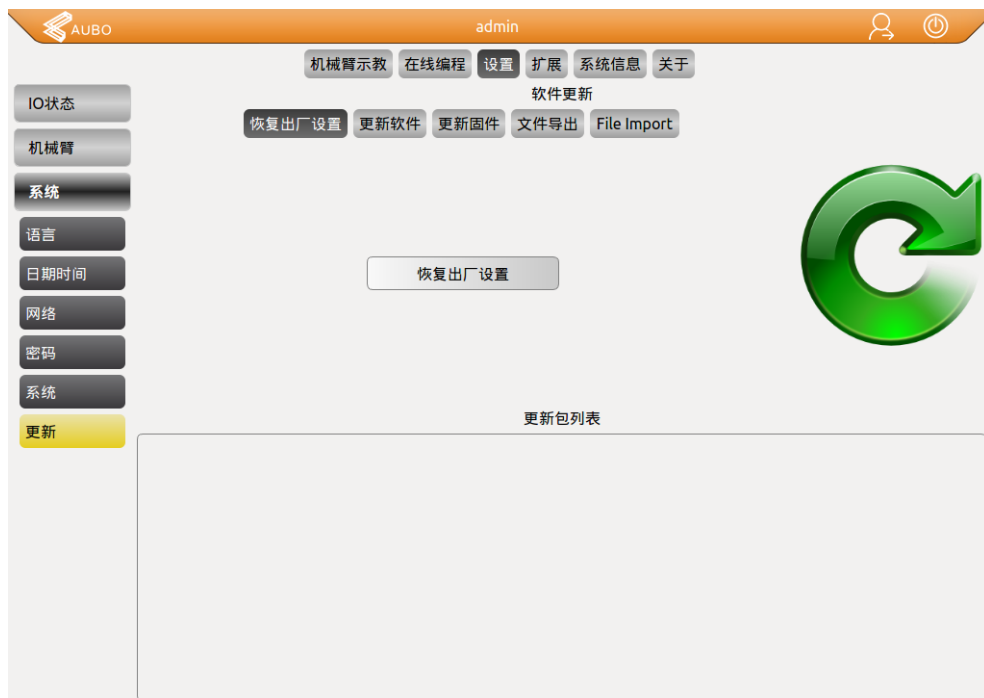 AUBO
admin
机械臂示教 在线编程 设置 扩展 系统信息 关于
软件更新
恢复出厂设置 更新软件 更新固件 文件导出 File Import
IO状态
机械臂
系统
语言
日期时间
网络
密码
系统
更新
恢复出厂设置
更新包列表